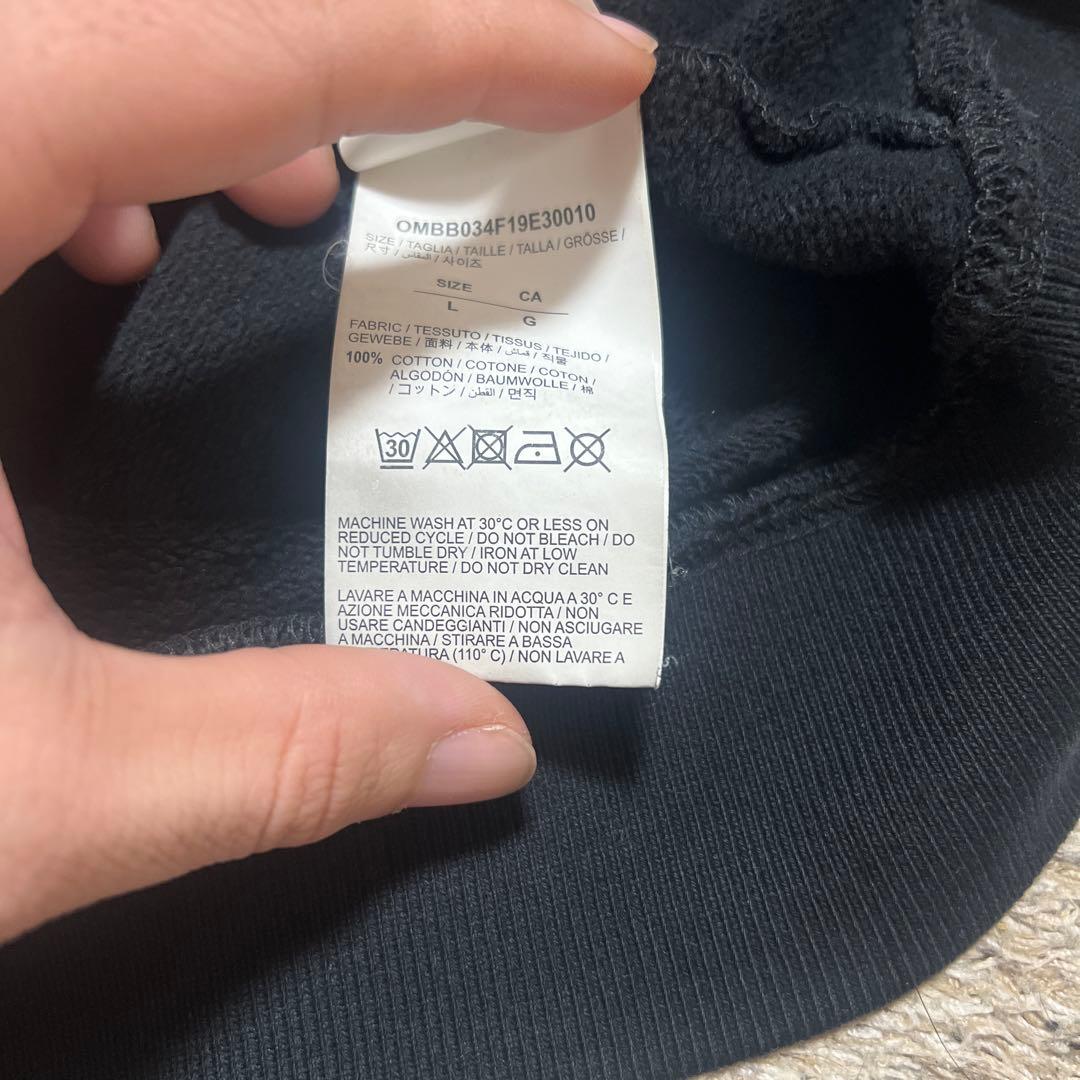 OMBB034F19E30010
SIZE / TAGLIA / TAILLE / TALLA / GRÖSSE /
尺寸 / المقاس / 사이즈
SIZE CA
L G
FABRIC / TESSUTO / TISSUS / TEJIDO /
GEWEBE / 面料 / 本体 / قماش / 직물
100% COTTON / COTONE / COTON /
ALGODÓN / BAUMWOLLE / 棉
/ コットン / القطن / 면직
30
MACHINE WASH AT 30°C OR LESS ON
REDUCED CYCLE / DO NOT BLEACH / DO
NOT TUMBLE DRY / IRON AT LOW
TEMPERATURE / DO NOT DRY CLEAN
LAVARE A MACCHINA IN ACQUA A 30° C E
AZIONE MECCANICA RIDOTTA / NON
USARE CANDEGGIANTI / NON ASCIUGARE
A MACCHINA / STIRARE A BASSA
(110° C) / NON LAVARE A